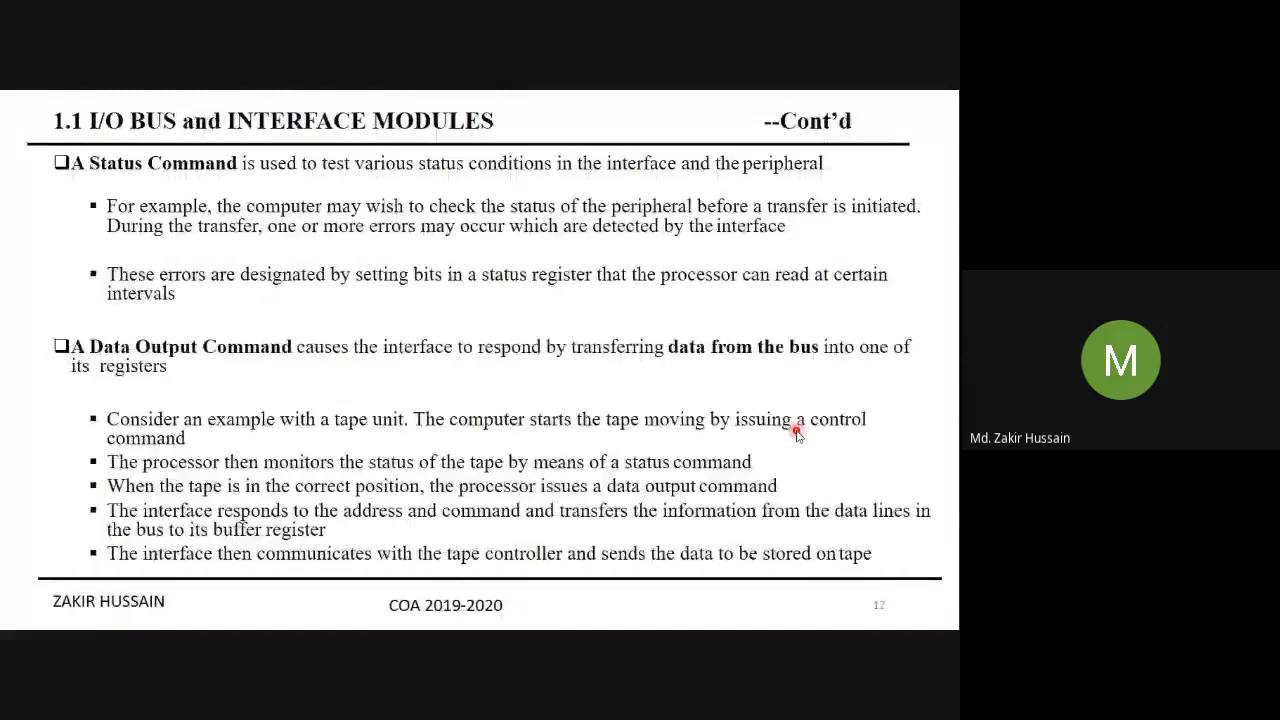 1.1 I/O BUS and INTERFACE MODULES --Cont’d
❑A Status Command is used to test various status conditions in the interface and the peripheral
▪ For example, the computer may wish to check the status of the peripheral before a transfer is initiated.
During the transfer, one or more errors may occur which are detected by the interface
▪ These errors are designated by setting bits in a status register that the processor can read at certain
intervals
❑A Data Output Command causes the interface to respond by transferring data from the bus into one of
its registers
▪ Consider an example with a tape unit. The computer starts the tape moving by issuing a control
command
▪ The processor then monitors the status of the tape by means of a status command
▪ When the tape is in the correct position, the processor issues a data output command
▪ The interface responds to the address and command and transfers the information from the data lines in
the bus to its buffer register
▪ The interface then communicates with the tape controller and sends the data to be stored on tape
ZAKIR HUSSAIN COA 2019-2020 17
M
Md. Zakir Hussain